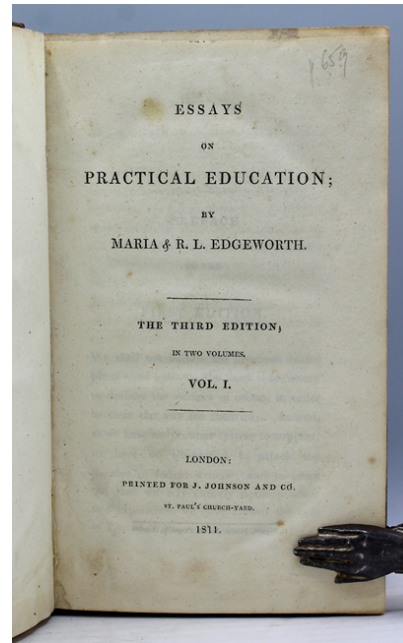 ESSAYS
ON
PRACTICAL EDUCATION;
BY
MARIA & R. L. EDGEWORTH.
THE THIRD EDITION;
IN TWO VOLUMES.
VOL. I.
LONDON:
PRINTED FOR J. JOHNSON AND CO.
ST. PAUL'S CHURCH-YARD.
1811.